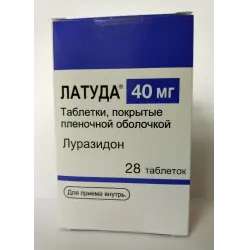 ЛАТУДА® 40 мг
Таблетки, покрытые
пленочной оболочкой
Луразидон
28 таблеток
Для приема внутрь.